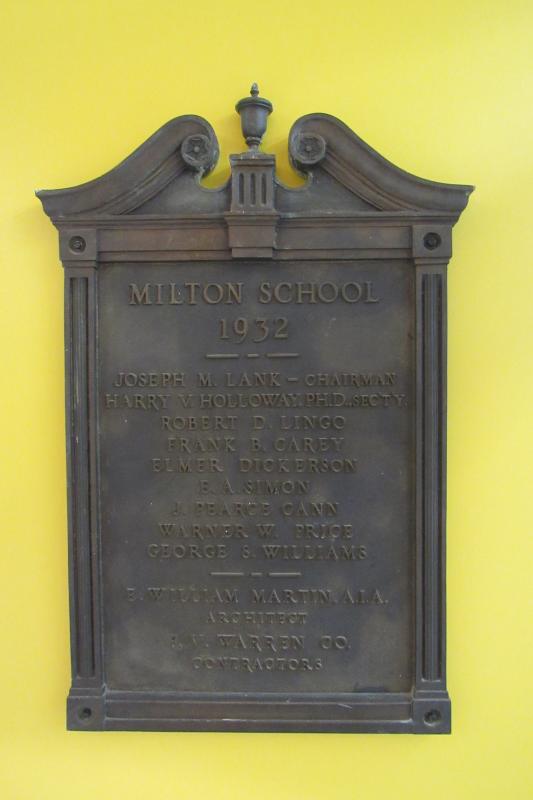 MILTON SCHOOL
1932
JOSEPH M. LANK – CHAIRMAN
HARRY V. HOLLOWAY, PH.D., SECT'Y.
ROBERT D. LINGO
FRANK B. CAREY
ELMER DICKERSON
E. A. SIMON
J. PEARCE CANN
WARNER W. PRICE
GEORGE S. WILLIAMS
E. WILLIAM MARTIN, A.I.A.
ARCHITECT
WARREN CO.
CONTRACTORS